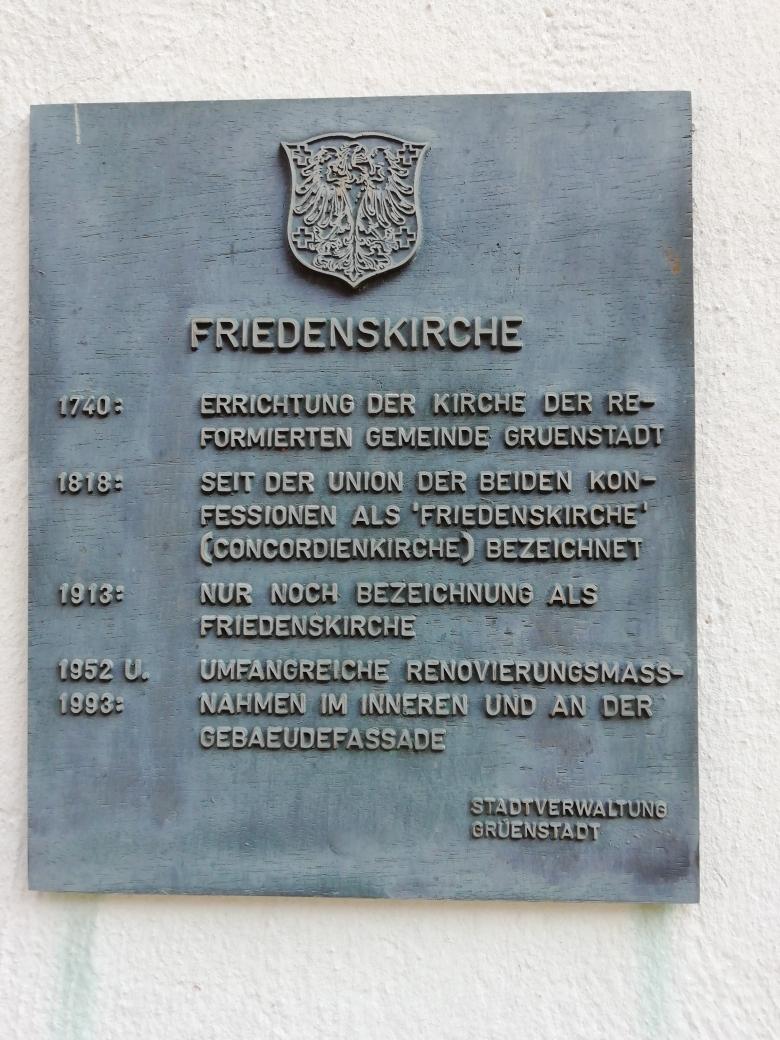 FRIEDENSKIRCHE
1740: ERRICHTUNG DER KIRCHE DER RE-
FORMIERTEN GEMEINDE GRUENSTADT
1818: SEIT DER UNION DER BEIDEN KON-
FESSIONEN ALS 'FRIEDENSKIRCHE'
(CONCORDIENKIRCHE) BEZEICHNET
1913: NUR NOCH BEZEICHNUNG ALS
FRIEDENSKIRCHE
1952 U. UMFANGREICHE RENOVIERUNGSMASS-
1993: NAHMEN IM INNEREN UND AN DER
GEBAEUDEFASSADE
STADTVERWALTUNG
GRÜENSTADT